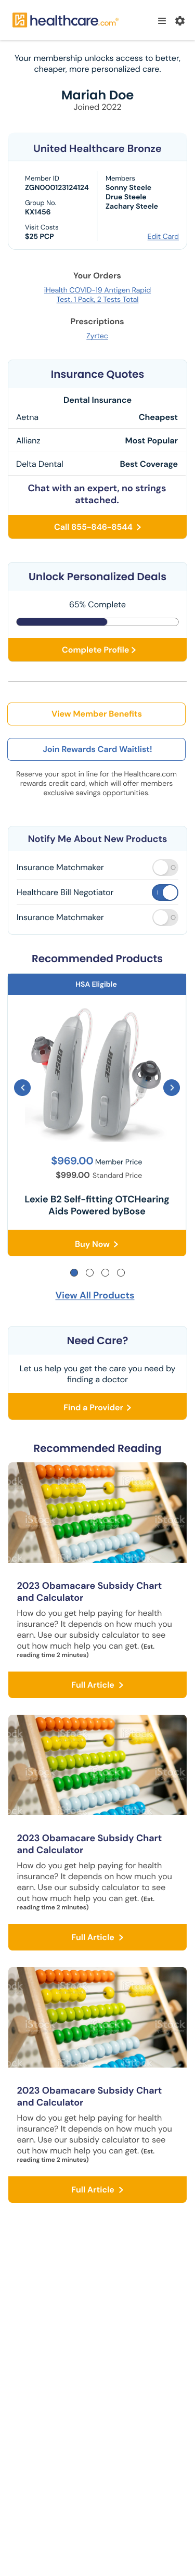 healthcare.com
Your membership unlocks access to better,
cheaper, more personalized care.
Mariah Doe
Joined 2022
United Healthcare Bronze
Member ID
ZGN000123124124
Group No.
KX1456
Visit Costs
$25 PCP
Members
Sonny Steele
Drue Steele
Zachary Steele
Edit Card
Your Orders
iHealth COVID-19 Antigen Rapid
Test, 1 Pack, 2 Tests Total
Prescriptions
Zyrtec
Insurance Quotes
Dental Insurance
Aetna Cheapest
Allianz Most Popular
Delta Dental Best Coverage
Chat with an expert, no strings
attached.
Call 855-846-8544
Unlock Personalized Deals
65% Complete
Complete Profile
View Member Benefits
Join Rewards Card Waitlist!
Reserve your spot in line for the Healthcare.com
rewards credit card, which will offer members
exclusive savings opportunities.
Notify Me About New Products
Insurance Matchmaker
Healthcare Bill Negotiator
Insurance Matchmaker
Recommended Products
HSA Eligible
BOSE
BOSE
$969.00 Member Price
$999.00 Standard Price
Lexie B2 Self-fitting OTCHearing
Aids Powered byBose
Buy Now
View All Products
Need Care?
Let us help you get the care you need by
finding a doctor
Find a Provider
Recommended Reading
iStock
2023 Obamacare Subsidy Chart
and Calculator
How do you get help paying for health
insurance? It depends on how much you
earn. Use our subsidy calculator to see
out how much help you can get. (Est.
reading time 2 minutes)
Full Article
iStock
2023 Obamacare Subsidy Chart
and Calculator
How do you get help paying for health
insurance? It depends on how much you
earn. Use our subsidy calculator to see
out how much help you can get. (Est.
reading time 2 minutes)
Full Article
iStock
2023 Obamacare Subsidy Chart
and Calculator
How do you get help paying for health
insurance? It depends on how much you
earn. Use our subsidy calculator to see
out how much help you can get. (Est.
reading time 2 minutes)
Full Article